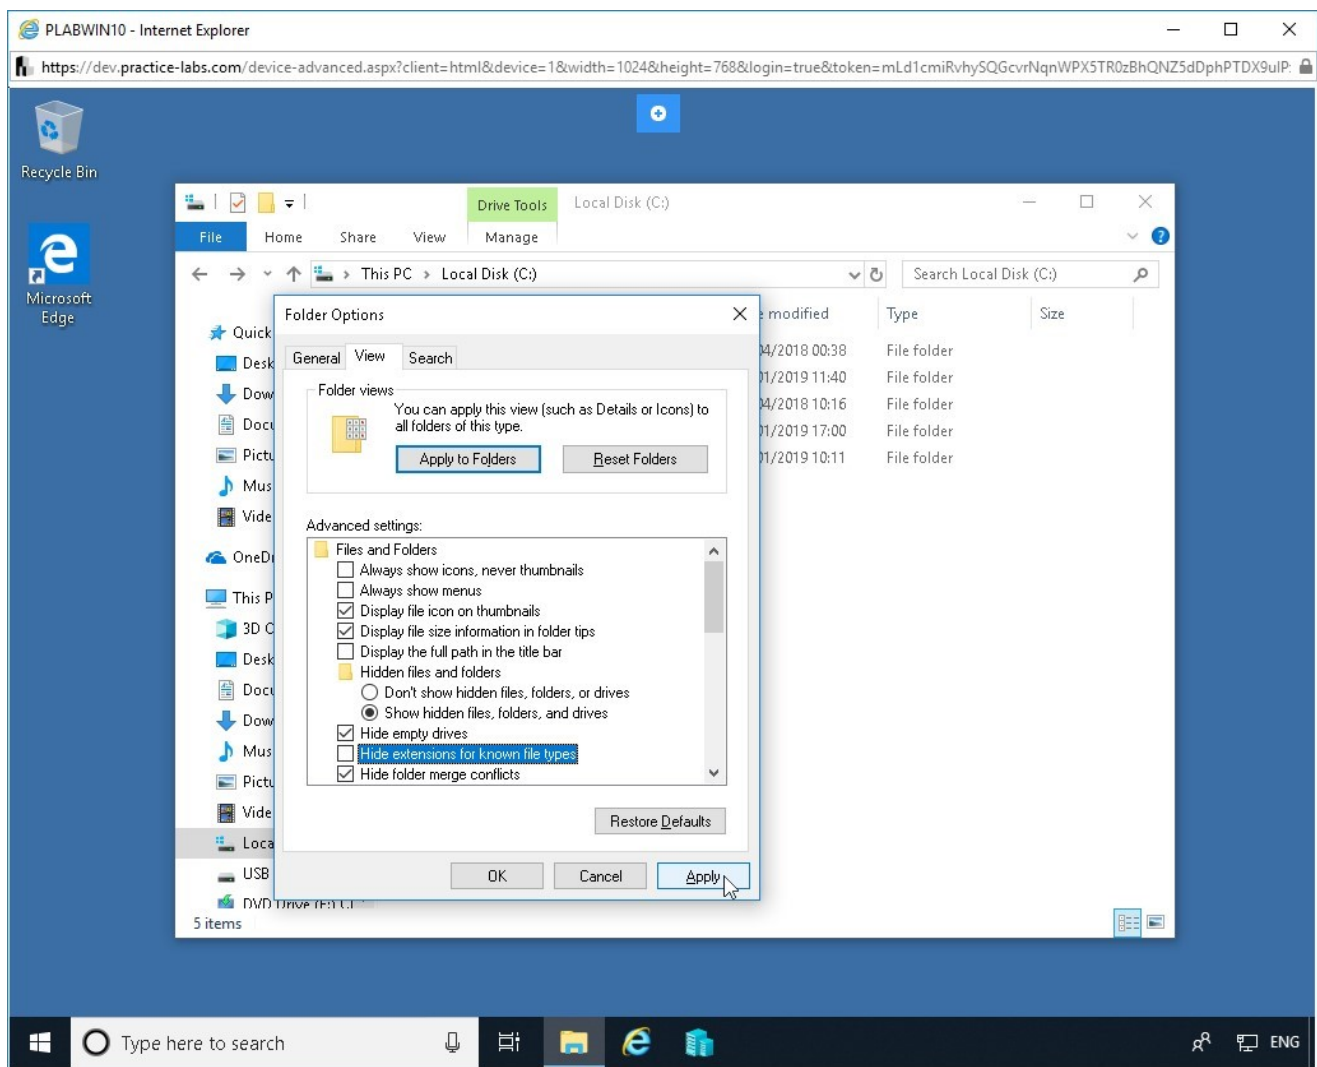 PLABWIN10 - Internet Explorer
https://dev.practice-labs.com/device-advanced.aspx?client=html&device=1&width=1024&height=768&login=true&token=mLd1cmiRvhySQGcvrNqnWPX5TR0zBhQNZ5dDphPTDX9uIP:
Recycle Bin
Microsoft
Edge
Drive Tools
Local Disk (C:)
File
Home
Share
View
Manage
This PC > Local Disk (C:)
Search Local Disk (C:)
e modified
Type
Size
Quick
Desk
Dow
Docu
Pictu
Mus
Vide
OneDr
This P
3D O
Desk
Docu
Dow
Mus
Pictu
Vide
Loca
USB
DVD Drive (E:) CI
04/2018 00:38
File folder
01/2019 11:40
File folder
04/2018 10:16
File folder
01/2019 17:00
File folder
01/2019 10:11
File folder
Folder Options
General
View
Search
Folder views
You can apply this view (such as Details or Icons) to
all folders of this type.
Apply to Folders
Reset Folders
Advanced settings:
Files and Folders
Always show icons, never thumbnails
Always show menus
Display file icon on thumbnails
Display file size information in folder tips
Display the full path in the title bar
Hidden files and folders
Don't show hidden files, folders, or drives
Show hidden files, folders, and drives
Hide empty drives
Hide extensions for known file types
Hide folder merge conflicts
Restore Defaults
OK
Cancel
Apply
5 items
Type here to search
ENG